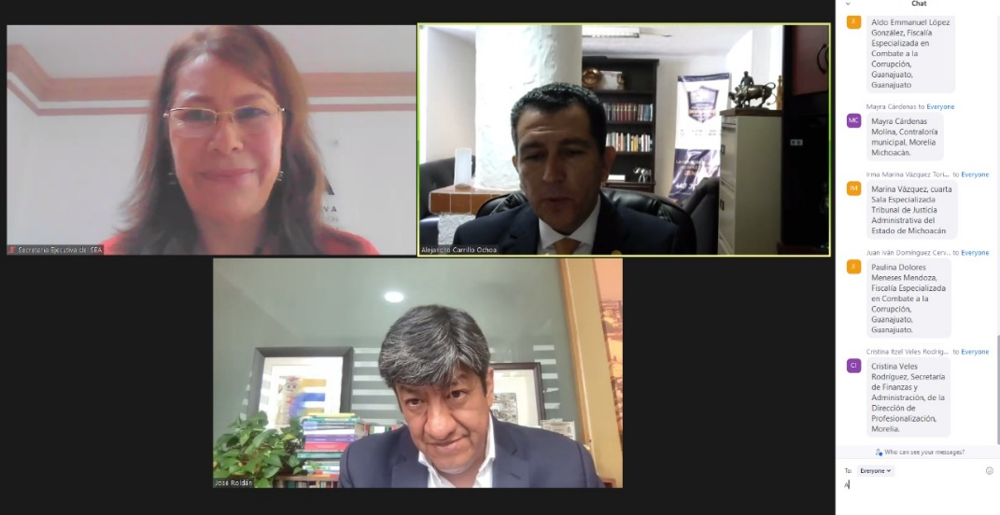 Secretaria Ejecutiva del SEA
Alejandro Carrillo Ochoa
José Roldán
Chat
J
Aldo Emmanuel López
González, Fiscalía
Especializada en
Combate a la
Corrupción,
Guanajuato,
Guanajuato
Mayra Cárdenas to Everyone
MC
Mayra Cárdenas
Molina, Contraloría
municipal, Morelia
Michoacán.
Irma Marina Vázquez Tori... to Everyone
IM
Marina Vázquez, cuarta
Sala Especializada
Tribunal de Justicia
Administrativa del
Estado de Michoacán
Juan iván Domínguez Cerv... to Everyone
J
Paulina Dolores
Meneses Mendoza,
Fiscalía Especializada
en Combate a la
Corrupción,
Guanajuato,
Guanajuato.
Cristina Itzel Veles Rodríg... to Everyone
CI
Cristina Veles
Rodríguez, Secretaría
de Finanzas y
Administración, de la
Dirección de
Profesionalización,
Morelia.
Who can see your messages?
To: Everyone
A